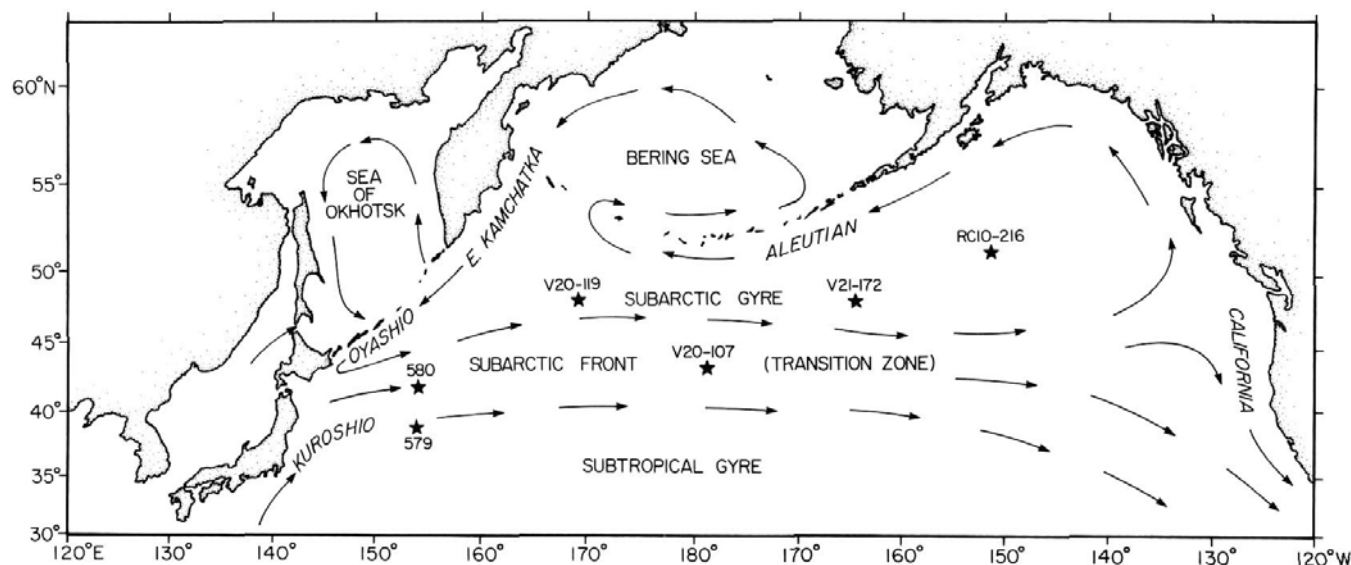 60°N
BERING SEA
SEA
OF
OKHOTSK
55°
E. KAMCHATKA
ALEUTIAN
RC10-216
50°
V20-119
SUBARCTIC GYRE
V21-172
OYASHIO
CALIFORNIA
45°
SUBARCTIC FRONT
V20-107
(TRANSITION ZONE)
580
40°
579
KUROSHIO
35°
SUBTROPICAL GYRE
30°
120°E 130° 140° 150° 160° 170° 180° 170° 160° 150° 140° 130° 120°W